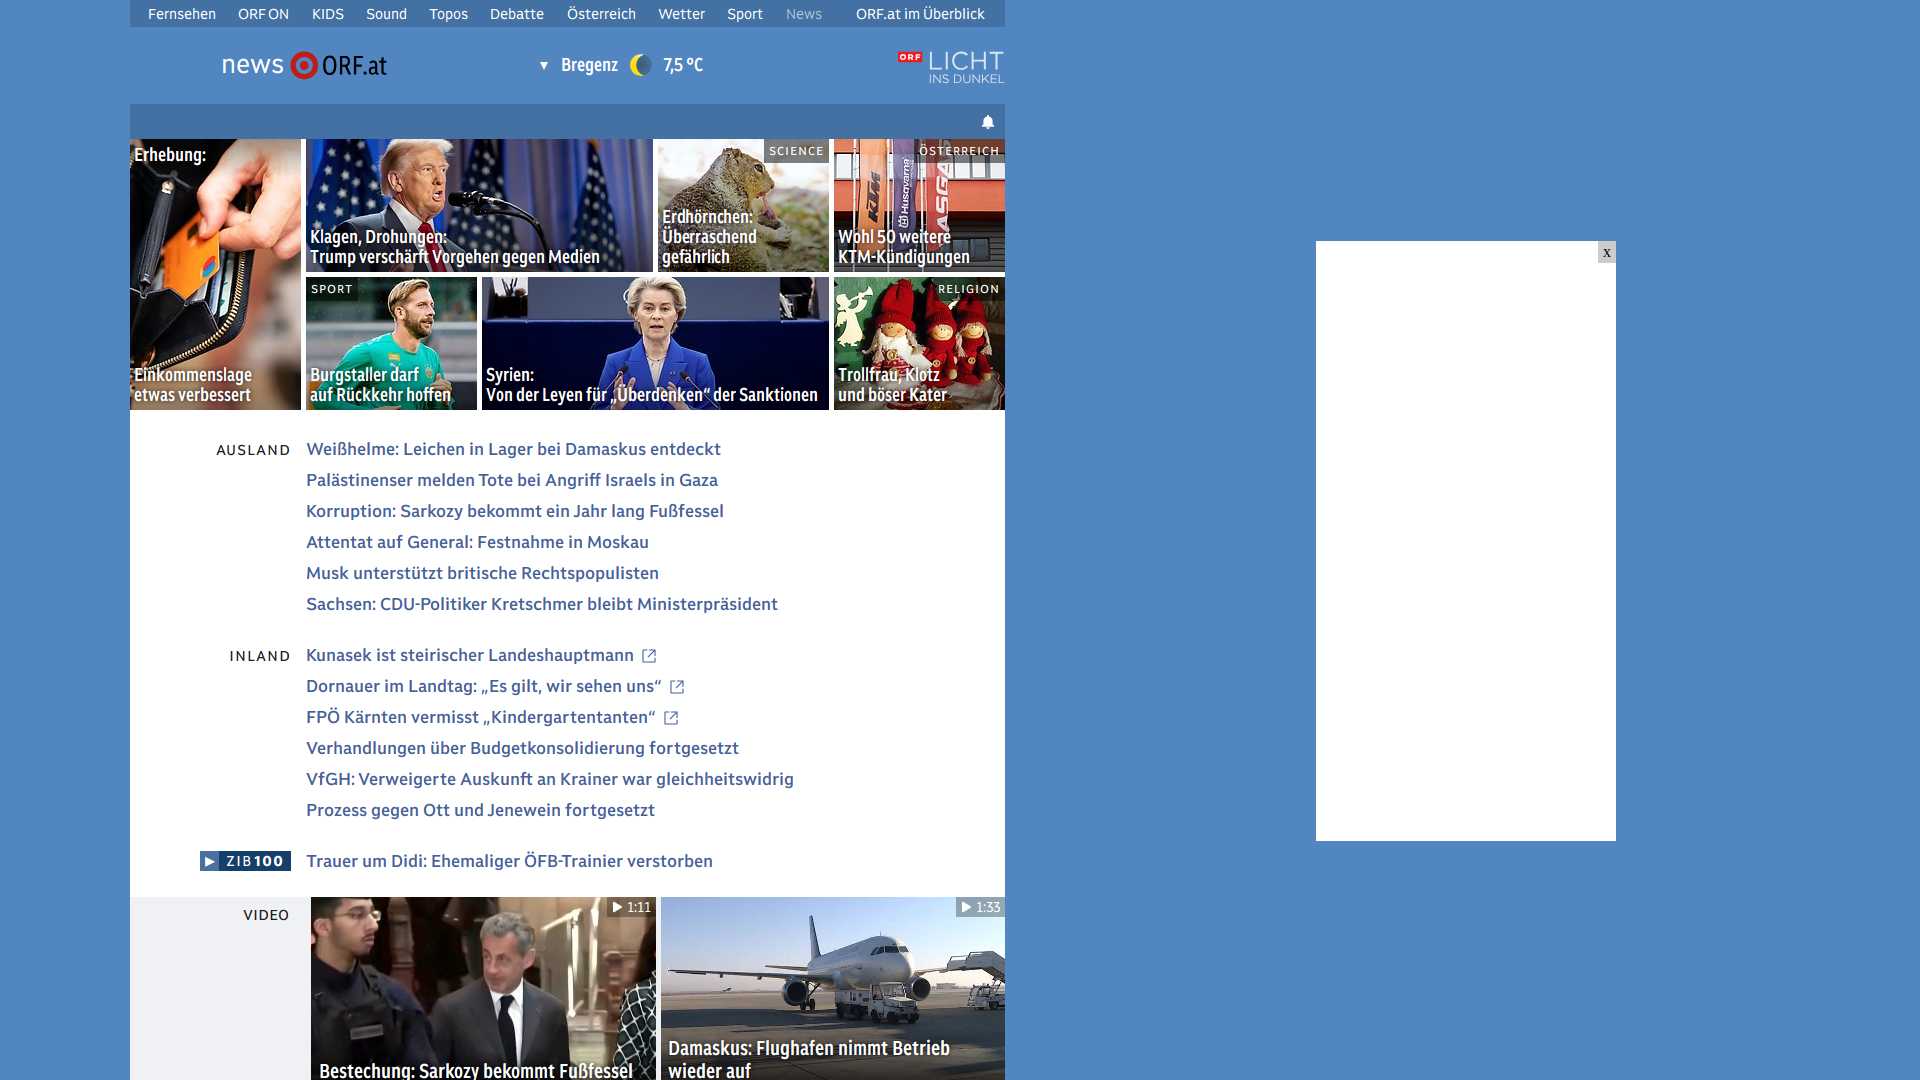 Fernsehen ORF ON KIDS Sound Topos Debatte Österreich Wetter Sport News ORF.at im Überblick
news ORF.at
▼ Bregenz 7,5 °C
ORF LICHT
INS DUNKEL
Erhebung:
Einkommenslage
etwas verbessert
Klagen, Drohungen:
Trump verschärft Vorgehen gegen Medien
SCIENCE
Erdhörnchen:
Überraschend
gefährlich
ÖSTERREICH
KTM
Husqvarna
GASGAS
Wohl 50 weitere
KTM-Kündigungen
SPORT
Burgstaller darf
auf Rückkehr hoffen
Syrien:
Von der Leyen für „Überdenken“ der Sanktionen
RELIGION
Trollfrau, Klotz
und böser Kater
x
AUSLAND
Weißhelme: Leichen in Lager bei Damaskus entdeckt
Palästinenser melden Tote bei Angriff Israels in Gaza
Korruption: Sarkozy bekommt ein Jahr lang Fußfessel
Attentat auf General: Festnahme in Moskau
Musk unterstützt britische Rechtspopulisten
Sachsen: CDU-Politiker Kretschmer bleibt Ministerpräsident
INLAND
Kunasek ist steirischer Landeshauptmann
Dornauer im Landtag: „Es gilt, wir sehen uns“
FPÖ Kärnten vermisst „Kindergartentanten“
Verhandlungen über Budgetkonsolidierung fortgesetzt
VfGH: Verweigerte Auskunft an Krainer war gleichheitswidrig
Prozess gegen Ott und Jenewein fortgesetzt
ZIB100
Trauer um Didi: Ehemaliger ÖFB-Trainier verstorben
VIDEO
1:11
Bestechung: Sarkozy bekommt Fußfessel
1:33
Damaskus: Flughafen nimmt Betrieb
wieder auf